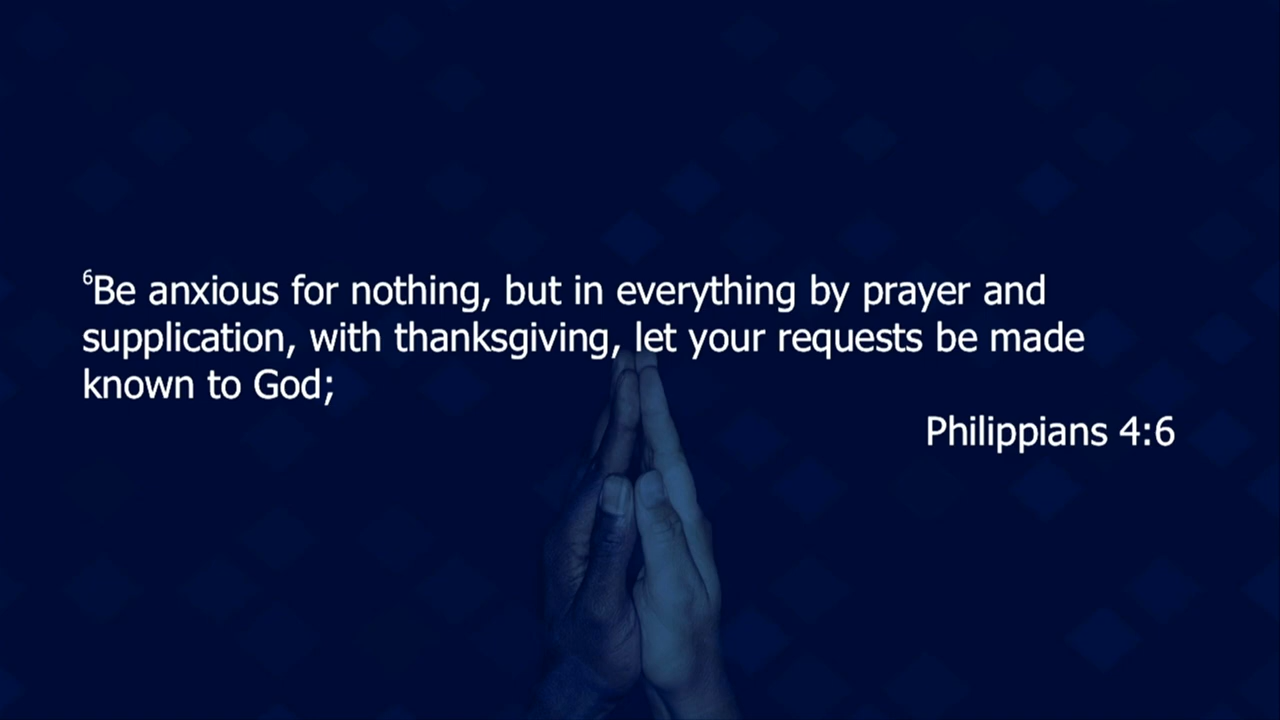 ⁶Be anxious for nothing, but in everything by prayer and
supplication, with thanksgiving, let your requests be made
known to God;
Philippians 4:6